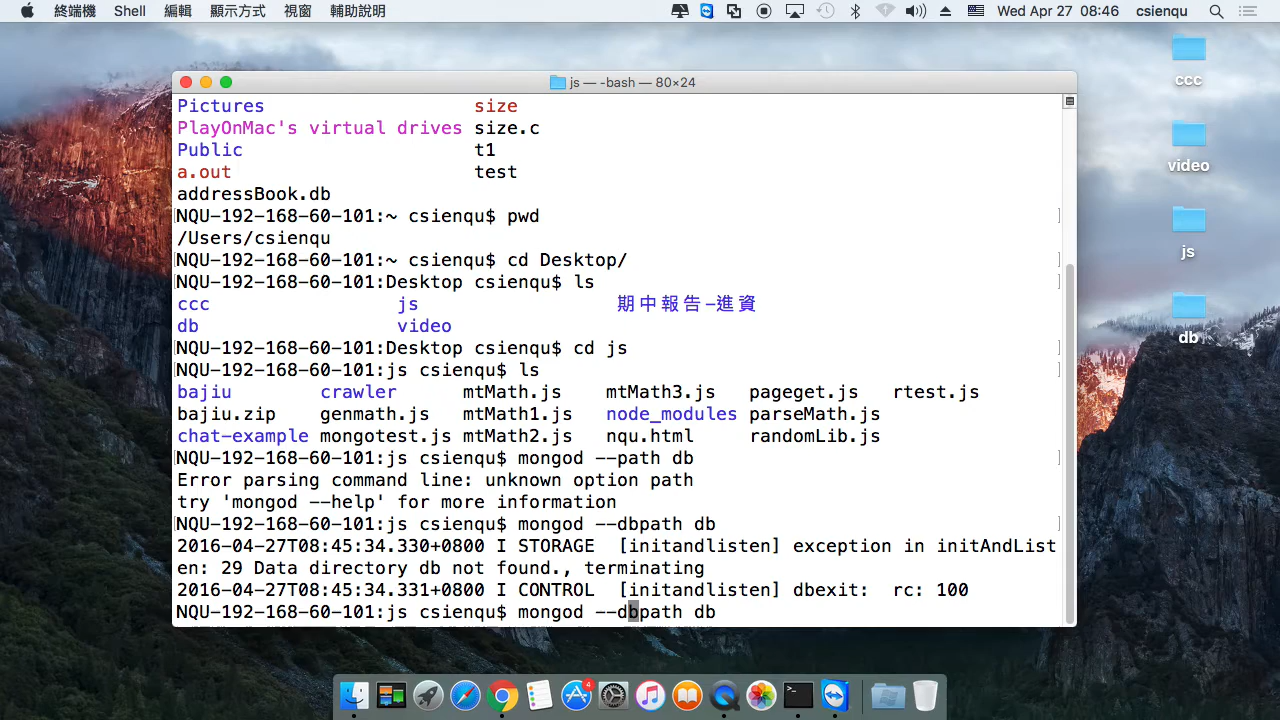 終端機 Shell 編輯 顯示方式 視窗 輔助說明 Wed Apr 27 08:46 csienqu
js — -bash — 80×24
Pictures size
PlayOnMac's virtual drives size.c
Public t1
a.out test
addressBook.db
NQU-192-168-60-101:~ csienqu$ pwd
/Users/csienqu
NQU-192-168-60-101:~ csienqu$ cd Desktop/
NQU-192-168-60-101:Desktop csienqu$ ls
ccc js 期中報告-進資
db video
NQU-192-168-60-101:Desktop csienqu$ cd js
NQU-192-168-60-101:js csienqu$ ls
bajiu crawler mtMath.js mtMath3.js pageget.js rtest.js
bajiu.zip genmath.js mtMath1.js node_modules parseMath.js
chat-example mongotest.js mtMath2.js nqu.html randomLib.js
NQU-192-168-60-101:js csienqu$ mongod --path db
Error parsing command line: unknown option path
try 'mongod --help' for more information
NQU-192-168-60-101:js csienqu$ mongod --dbpath db
2016-04-27T08:45:34.330+0800 I STORAGE  [initandlisten] exception in initAndList
en: 29 Data directory db not found., terminating
2016-04-27T08:45:34.331+0800 I CONTROL  [initandlisten] dbexit:  rc: 100
NQU-192-168-60-101:js csienqu$ mongod --dbpath db
ccc
video
js
db
4